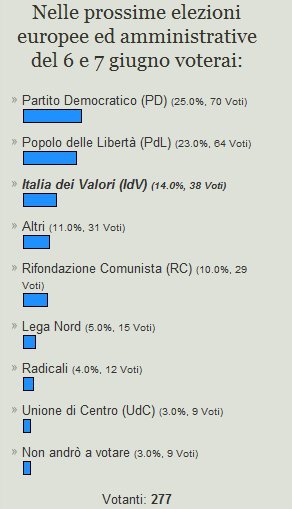 Nelle prossime elezioni
europee ed amministrative
del 6 e 7 giugno voterai:
» Partito Democratico (PD) (25.0%, 70 Voti)
» Popolo delle Libertà (PdL) (23.0%, 64 Voti)
» Italia dei Valori (IdV) (14.0%, 38 Voti)
» Altri (11.0%, 31 Voti)
» Rifondazione Comunista (RC) (10.0%, 29
Voti)
» Lega Nord (5.0%, 15 Voti)
» Radicali (4.0%, 12 Voti)
» Unione di Centro (UdC) (3.0%, 9 Voti)
» Non andrò a votare (3.0%, 9 Voti)
Votanti: 277